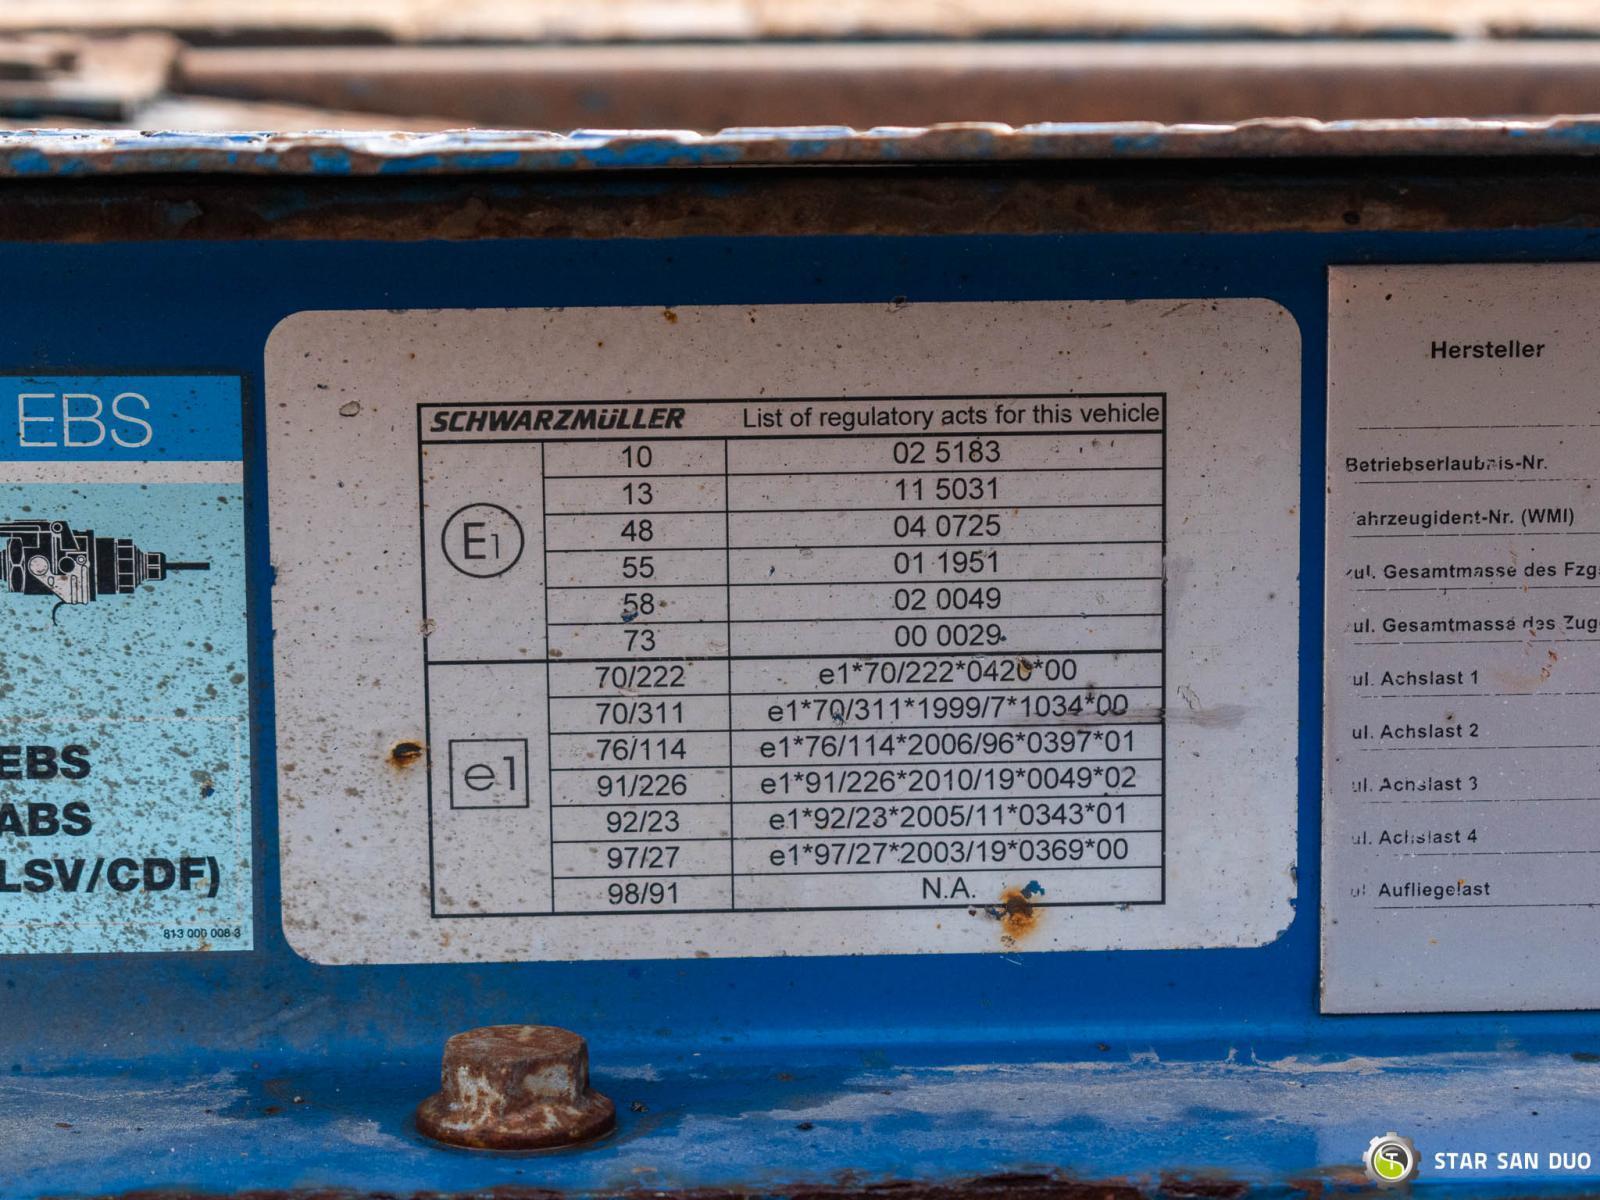 EBS
EBS
ABS
LSV/CDF)
813 000 008 3
SCHWARZMÜLLER List of regulatory acts for this vehicle
E1
10 02 5183
13 11 5031
48 04 0725
55 01 1951
58 02 0049
73 00 0029
e1
70/222 e1*70/222*0420*00
70/311 e1*70/311*1999/7*1034*00
76/114 e1*76/114*2006/96*0397*01
91/226 e1*91/226*2010/19*0049*02
92/23 e1*92/23*2005/11*0343*01
97/27 e1*97/27*2003/19*0369*00
98/91 N.A.
Hersteller
Betriebserlaubnis-Nr.
ahrzeugident-Nr. (WMI)
ul. Gesamtmasse des Fzg
ul. Gesamtmasse des Zug
ul. Achslast 1
ul. Achslast 2
ul. Achslast 3
ul. Achslast 4
ul Aufliegelast
STAR SAN DUO